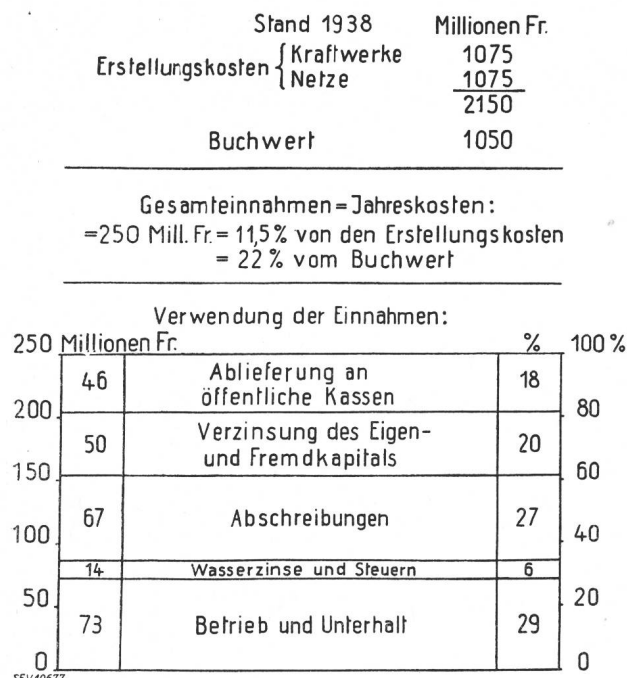 Stand 1938 Millionen Fr.
Erstellungskosten { Kraftwerke 1075
Netze 1075
2150
Buchwert 1050
Gesamteinnahmen = Jahreskosten:
=250 Mill. Fr. = 11,5% von den Erstellungskosten
= 22% vom Buchwert
Verwendung der Einnahmen:
250 Millionen Fr. % 100%
46 Ablieferung an 18
öffentliche Kassen
200 80
50 Verzinsung des Eigen- 20
und Fremdkapitals
150 60
67 Abschreibungen 27
100 40
14 Wasserzinse und Steuern 6
50 20
73 Betrieb und Unterhalt 29
0 0